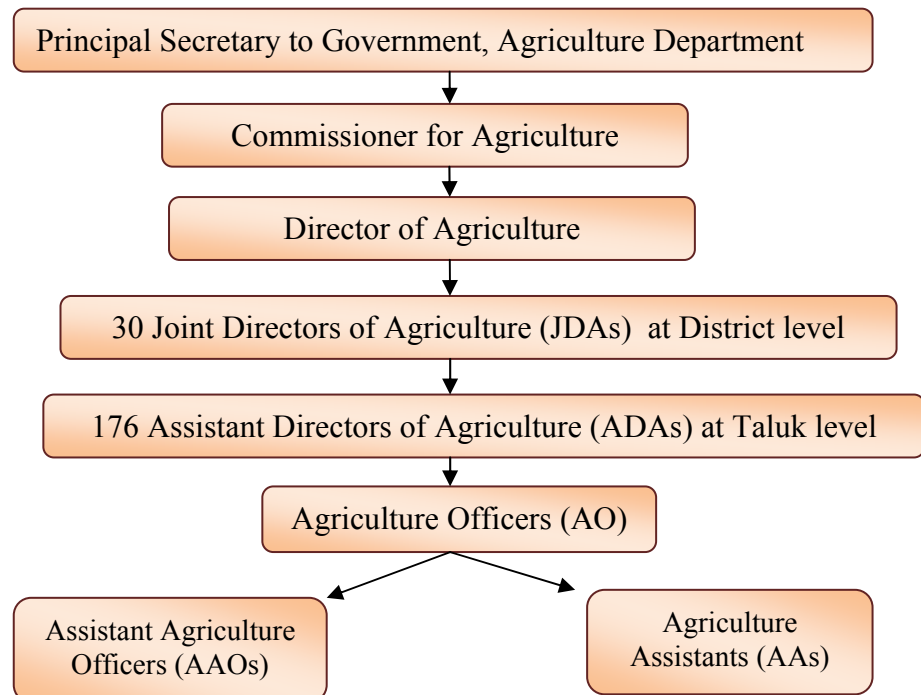 Principal Secretary to Government, Agriculture Department
Commissioner for Agriculture
Director of Agriculture
30 Joint Directors of Agriculture (JDAs) at District level
176 Assistant Directors of Agriculture (ADAs) at Taluk level
Agriculture Officers (AO)
Assistant Agriculture
Officers (AAOs)
Agriculture
Assistants (AAs)